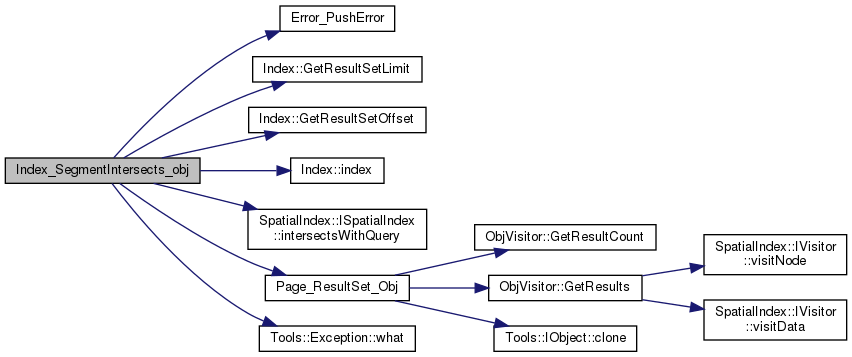 Error_PushError
Index::GetResultSetLimit
Index::GetResultSetOffset
Index_SegmentIntersects_obj
Index::index
SpatialIndex::ISpatialIndex
::intersectsWithQuery
Page_ResultSet_Obj
Tools::Exception::what
ObjVisitor::GetResultCount
ObjVisitor::GetResults
Tools::IObject::clone
SpatialIndex::IVisitor
::visitNode
SpatialIndex::IVisitor
::visitData